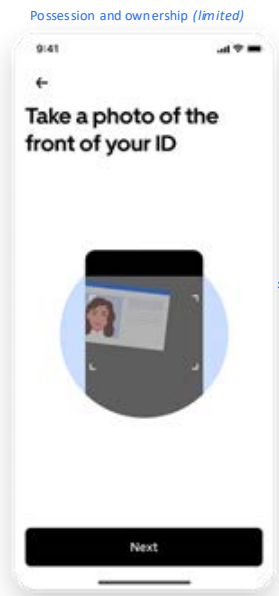 Possession and ownership (limited)
9:41
Take a photo of the
front of your ID
Next